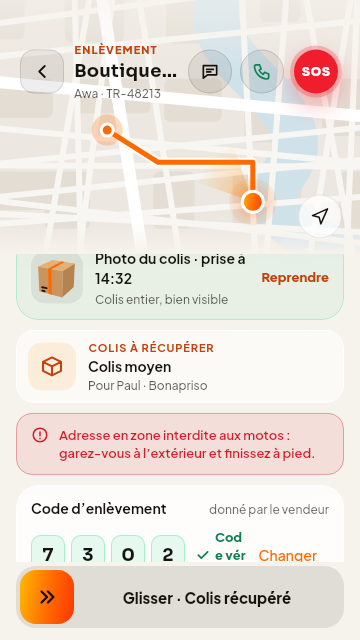 ENLÈVEMENT
Boutique...
Awa · TR-48213
SOS
Photo du colis · prise à
14:32
Colis entier, bien visible
Reprendre
COLIS À RÉCUPÉRER
Colis moyen
Pour Paul · Bonapriso
Adresse en zone interdite aux motos :
garez-vous à l'extérieur et finissez à pied.
Code d'enlèvement
donné par le vendeur
7 3 0 2
Cod
e vér
Changer
Glisser · Colis récupéré